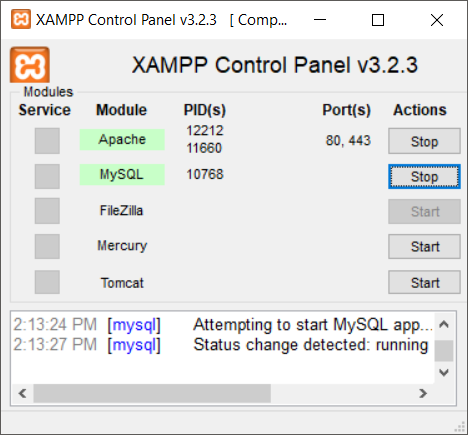 XAMPP Control Panel v3.2.3 [ Comp...
XAMPP Control Panel v3.2.3
Modules
Service Module PID(s) Port(s) Actions
Apache 12212 11660 80, 443 Stop
MySQL 10768 Stop
FileZilla Start
Mercury Start
Tomcat Start
2:13:24 PM [mysql] Attempting to start MySQL app...
2:13:27 PM [mysql] Status change detected: running